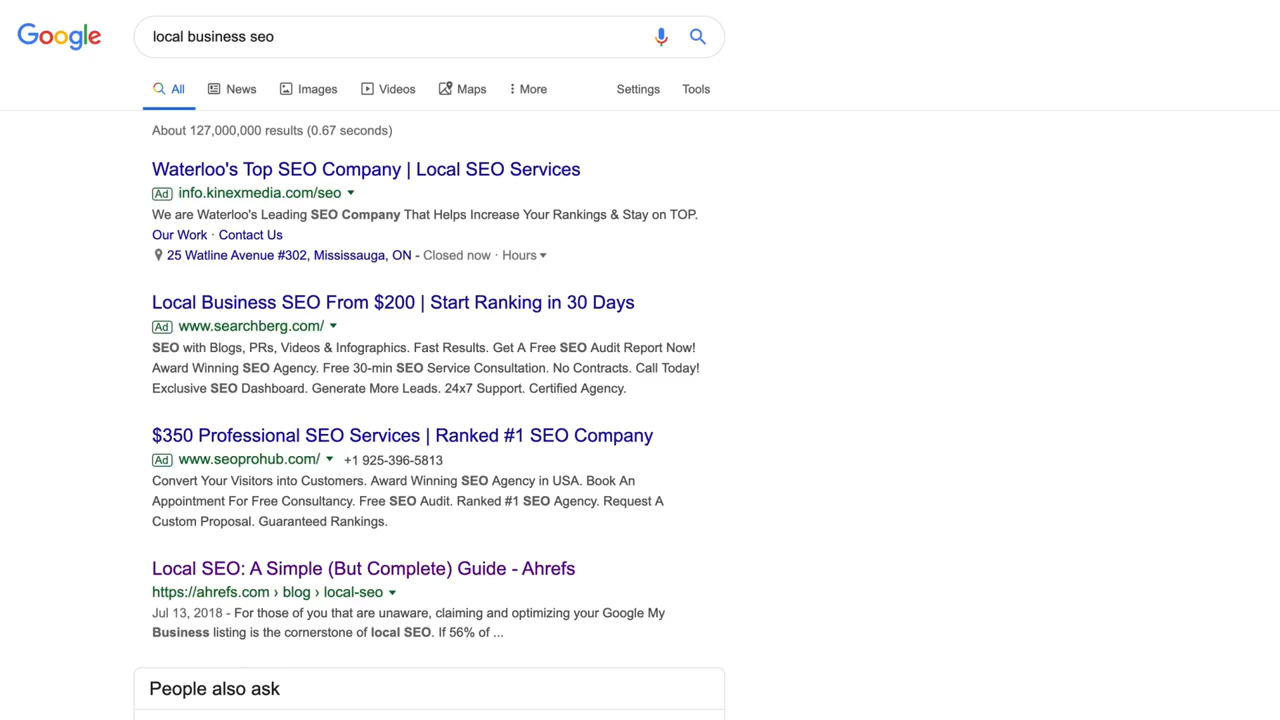 Google
local business seo
All News Images Videos Maps More Settings Tools
About 127,000,000 results (0.67 seconds)
Waterloo's Top SEO Company | Local SEO Services
Ad info.kinexmedia.com/seo
We are Waterloo's Leading SEO Company That Helps Increase Your Rankings & Stay on TOP.
Our Work · Contact Us
25 Watline Avenue #302, Mississauga, ON - Closed now · Hours
Local Business SEO From $200 | Start Ranking in 30 Days
Ad www.searchberg.com/
SEO with Blogs, PRs, Videos & Infographics. Fast Results. Get A Free SEO Audit Report Now!
Award Winning SEO Agency. Free 30-min SEO Service Consultation. No Contracts. Call Today!
Exclusive SEO Dashboard. Generate More Leads. 24x7 Support. Certified Agency.
$350 Professional SEO Services | Ranked #1 SEO Company
Ad www.seoprohub.com/ +1 925-396-5813
Convert Your Visitors into Customers. Award Winning SEO Agency in USA. Book An
Appointment For Free Consultancy. Free SEO Audit. Ranked #1 SEO Agency. Request A
Custom Proposal. Guaranteed Rankings.
Local SEO: A Simple (But Complete) Guide - Ahrefs
https://ahrefs.com › blog › local-seo
Jul 13, 2018 - For those of you that are unaware, claiming and optimizing your Google My
Business listing is the cornerstone of local SEO. If 56% of ...
People also ask